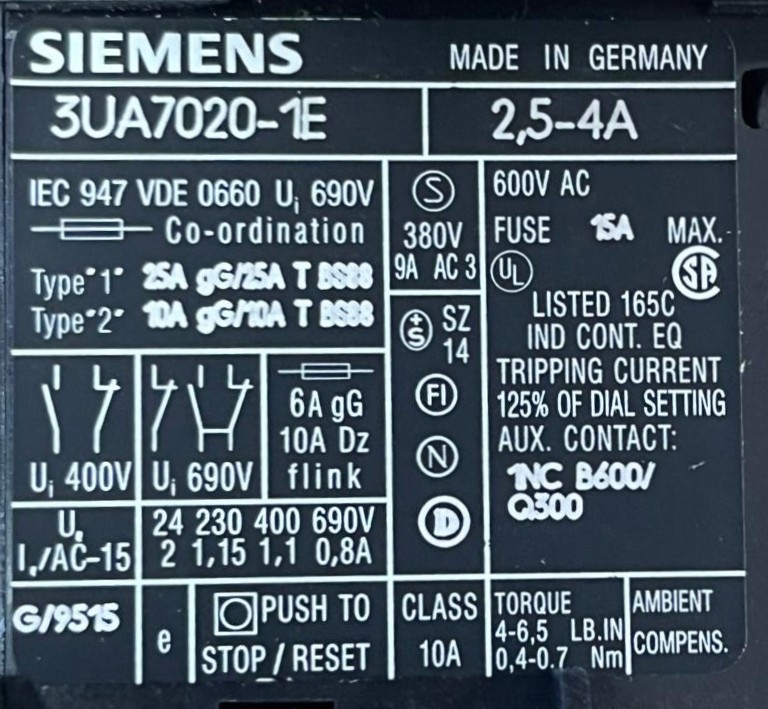 SIEMENS MADE IN GERMANY
3UA7020-1E 2,5-4A
IEC 947 VDE 0660 Ui 690V
Co-ordination
Type "1" 25A gG/25A T BS88
Type "2" 10A gG/10A T BS88
S
380V
9A AC 3
600V AC
FUSE 15A MAX.
UL SA
LISTED 165C
IND CONT. EQ
TRIPPING CURRENT
125% OF DIAL SETTING
AUX. CONTACT:
1NC B600/
Q300
+S SZ
14
FI
N
D
Ui 400V
Ui 690V
6A gG
10A Dz
flink
Ue 24 230 400 690V
Ie/AC-15 2 1,15 1,1 0,8A
G/9515
e
PUSH TO
STOP/RESET
CLASS
10A
TORQUE
4-6,5 LB.IN
0,4-0.7 Nm
AMBIENT
COMPENS.